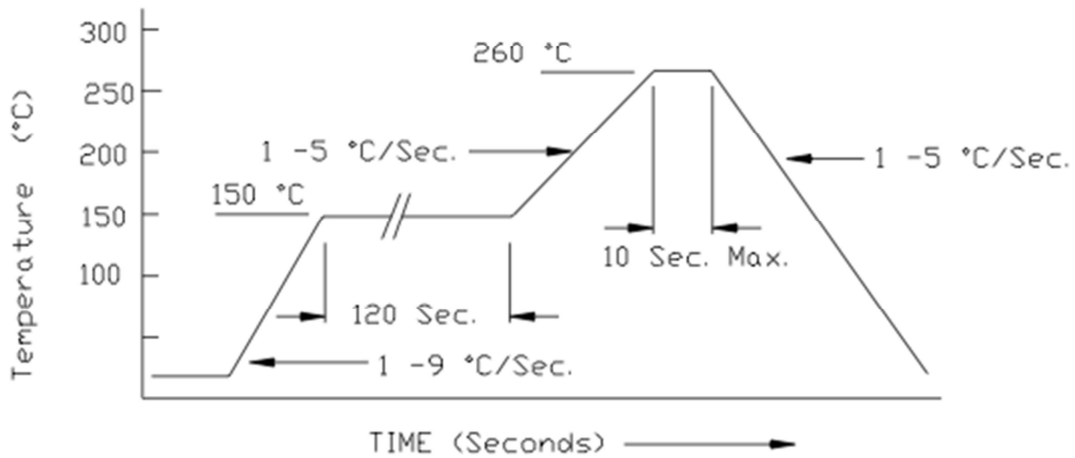 300
260 °C
250
200
1 -5 °C/Sec.
1 -5 °C/Sec.
150 °C
150
10 Sec. Max.
100
120 Sec.
1 -9 °C/Sec.
Temperature (°C)
TIME (Seconds)